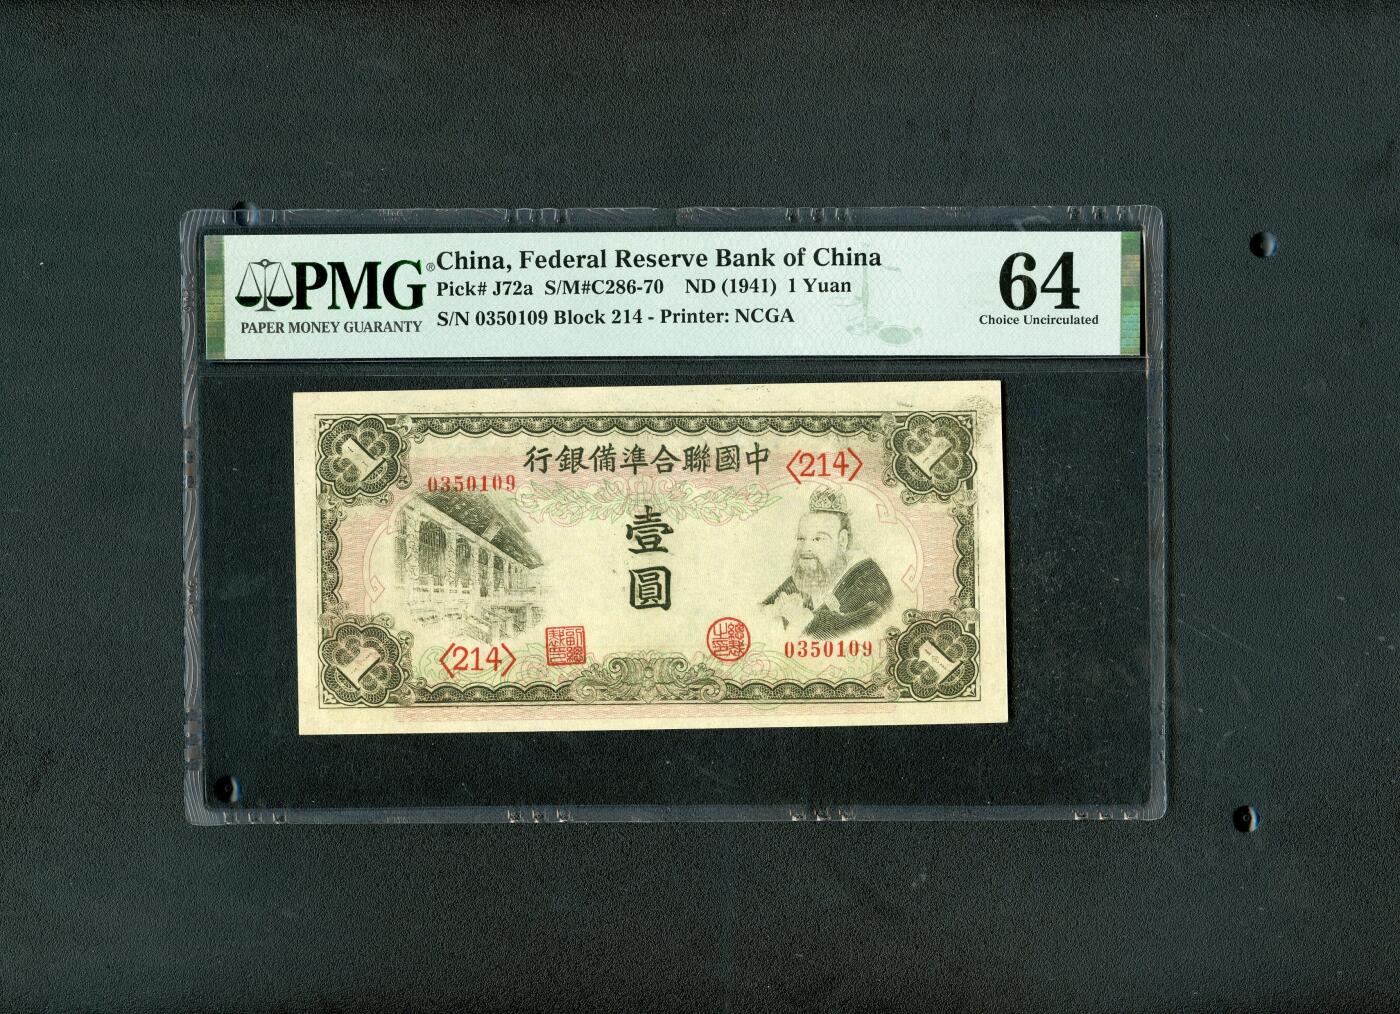 PMG®
PAPER MONEY GUARANTY
China, Federal Reserve Bank of China
Pick# J72a S/M#C286-70 ND (1941) 1 Yuan
S/N 0350109 Block 214 - Printer: NCGA
64
Choice Uncirculated
1
1
行銀備準合聯國中
〈214〉
0350109
壹
圓
〈214〉
0350109
1
1